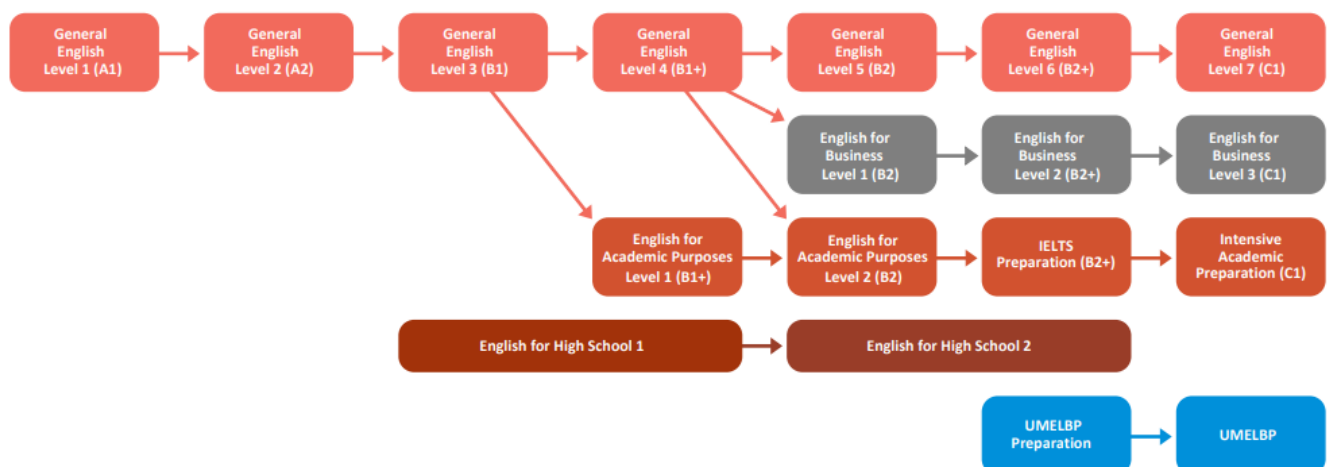 General
English
Level 1 (A1)
General
English
Level 2 (A2)
General
English
Level 3 (B1)
General
English
Level 4 (B1+)
General
English
Level 5 (B2)
General
English
Level 6 (B2+)
General
English
Level 7 (C1)
English for
Business
Level 1 (B2)
English for
Business
Level 2 (B2+)
English for
Business
Level 3 (C1)
English for
Academic Purposes
Level 1 (B1+)
English for
Academic Purposes
Level 2 (B2)
IELTS
Preparation (B2+)
Intensive
Academic
Preparation (C1)
English for High School 1
English for High School 2
UMELBP
Preparation
UMELBP